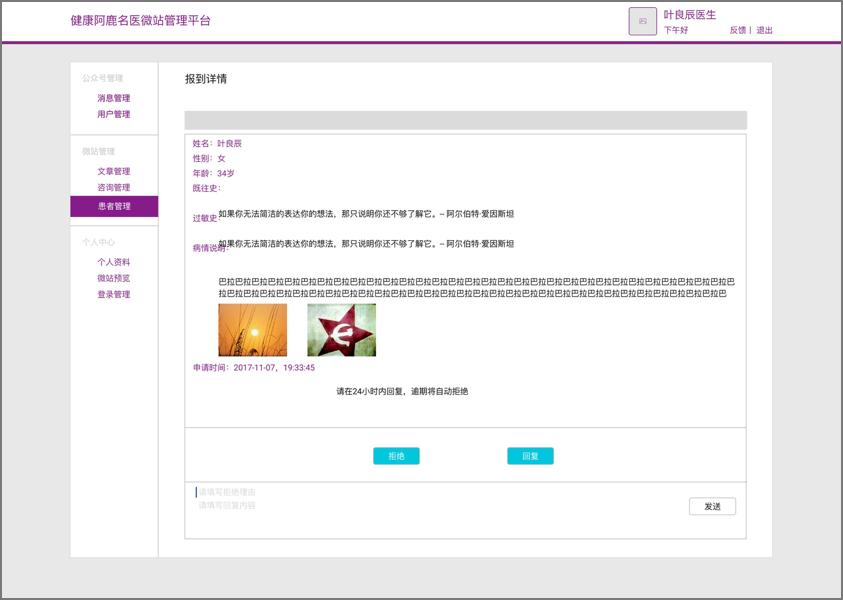 健康阿鹿名医微站管理平台
叶良辰医生
下午好
反馈丨 退出
公众号管理
消息管理
用户管理
微站管理
文章管理
咨询管理
患者管理
个人中心
个人资料
微站预览
登录管理
报到详情
姓名：叶良辰
性别：女
年龄：34岁
既往史：
如果你无法简洁的表达你的想法，那只说明你还不够了解它。-- 阿尔伯特·爱因斯坦
过敏史：
如果你无法简洁的表达你的想法，那只说明你还不够了解它。-- 阿尔伯特·爱因斯坦
病情说明：
巴拉巴拉巴拉巴拉巴拉巴拉巴拉巴拉巴拉巴拉巴拉巴拉巴拉巴拉巴拉巴拉巴拉巴拉巴拉巴拉巴拉巴拉巴拉巴拉巴拉巴拉巴拉巴拉巴拉巴拉巴拉巴
拉巴拉巴拉巴拉巴拉巴拉巴拉巴拉巴拉巴拉巴拉巴拉巴拉巴拉巴拉巴拉巴拉巴拉巴拉巴拉巴拉巴拉巴拉巴拉巴拉巴拉巴拉巴拉巴拉巴拉巴
申请时间：2017-11-07，19:33:45
请在24小时内回复，逾期将自动拒绝
拒绝
回复
请填写拒绝理由
请填写回复内容
发送